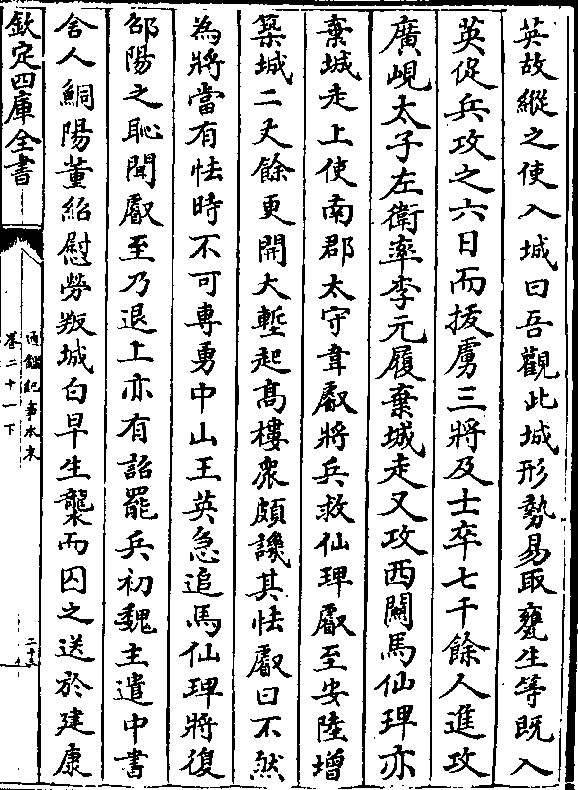 英故縱之使入城曰吾觀此城形勢易取甕生等既入
英促兵攻之六日而拔虜三將及士卒七千餘人進攻
廣峴太子左衛率李元履棄城走又攻西關馬仙琕亦
棄城走上使南郡太守韋叡將兵救仙琕叡至安陸增
築城二丈餘更開大塹起髙樓衆頗譏其怯叡曰不然
為將當有怯時不可專勇中山王英急追馬仙琕將復
邵陽之恥聞叡至乃退上亦有詔罷兵初魏主遣中書
舍人鮦陽董紹慰勞叛城白早生襲而囚之送於建康
欽定四庫全書
通鑑紀事本末
卷二十一下